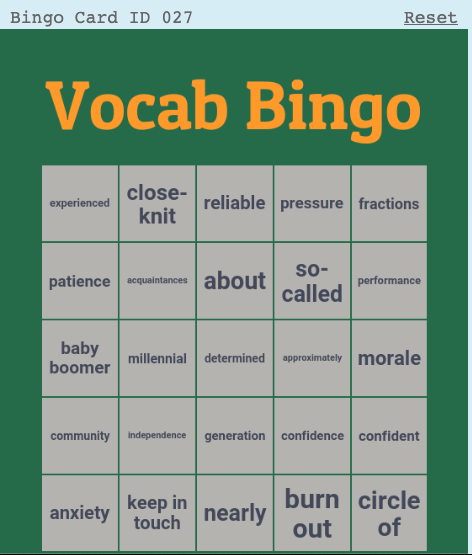 Bingo Card ID 027 Reset
Vocab Bingo
experienced
close-
knit
reliable
pressure
fractions
patience
acquaintances
about
so-
called
performance
baby
boomer
millennial
determined
approximately
morale
community
independence
generation
confidence
confident
anxiety
keep in
touch
nearly
burn
out
circle
of